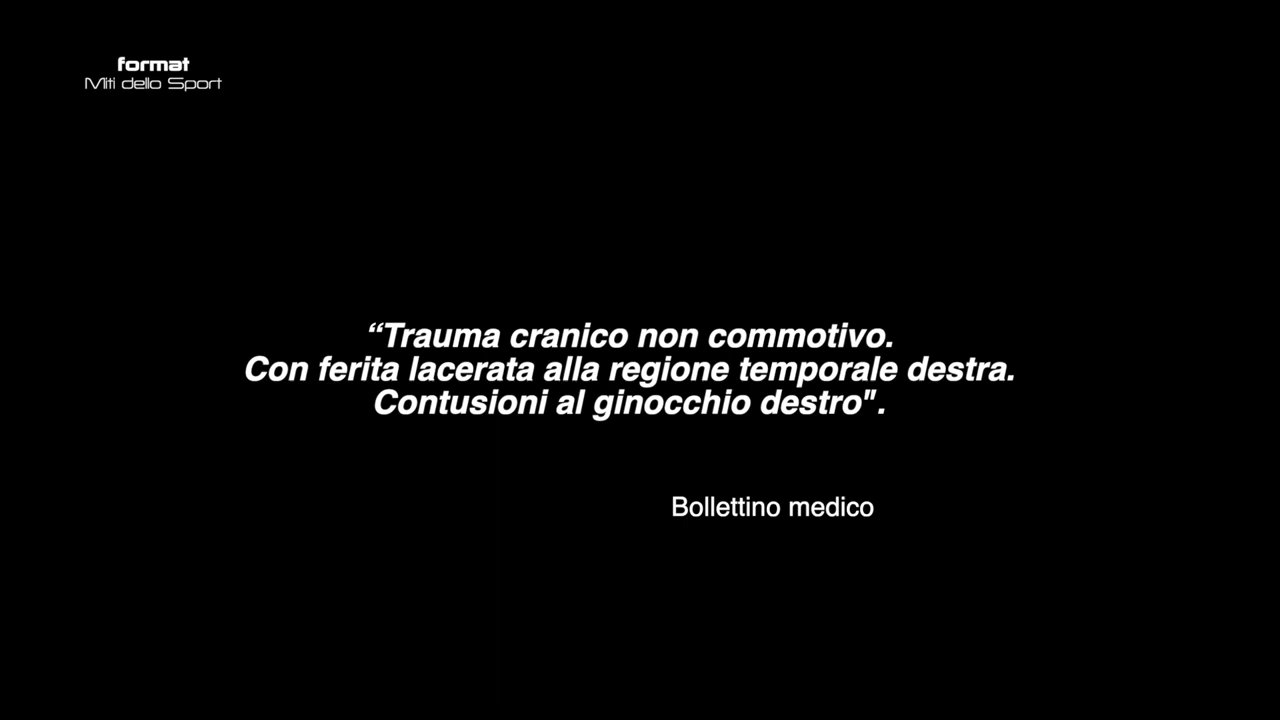 format
Miti dello Sport
“Trauma cranico non commotivo.
Con ferita lacerata alla regione temporale destra.
Contusioni al ginocchio destro".
Bollettino medico